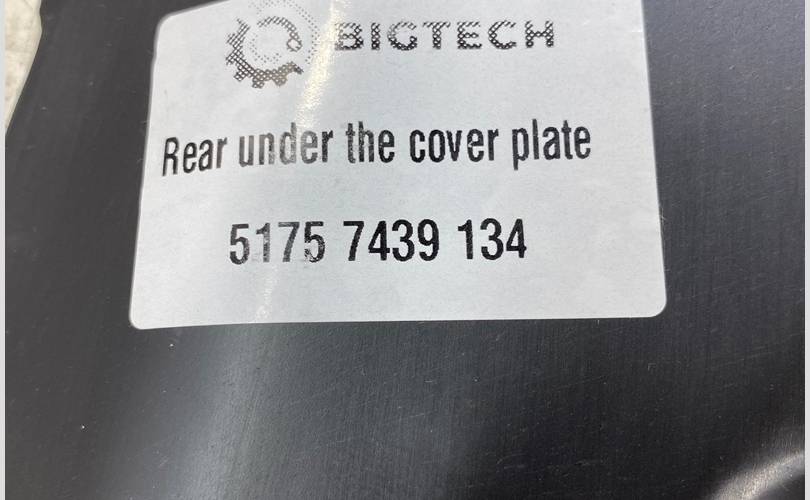 BIGTECH
Rear under the cover plate
5175 7439 134